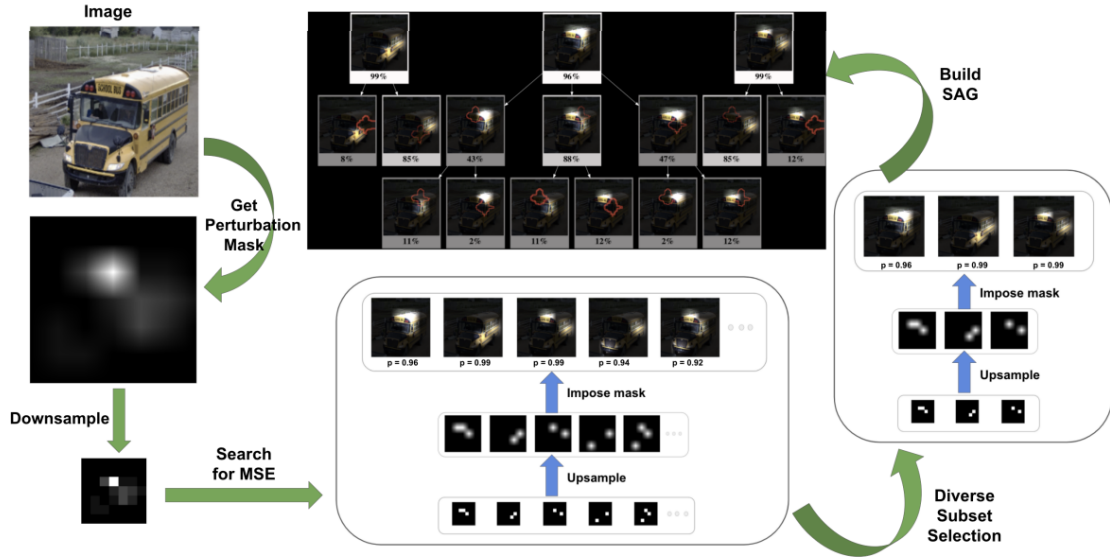 Image
SCHOOL BUS
Get
Perturbation
Mask
Downsample
Search
for MSE
99%
96%
99%
8%
85%
43%
88%
47%
85%
12%
11%
2%
11%
12%
2%
12%
p = 0.96
p = 0.99
p = 0.99
p = 0.94
p = 0.92
Impose mask
Upsample
Diverse
Subset
Selection
p = 0.96
p = 0.99
p = 0.99
Impose mask
Upsample
Build
SAG